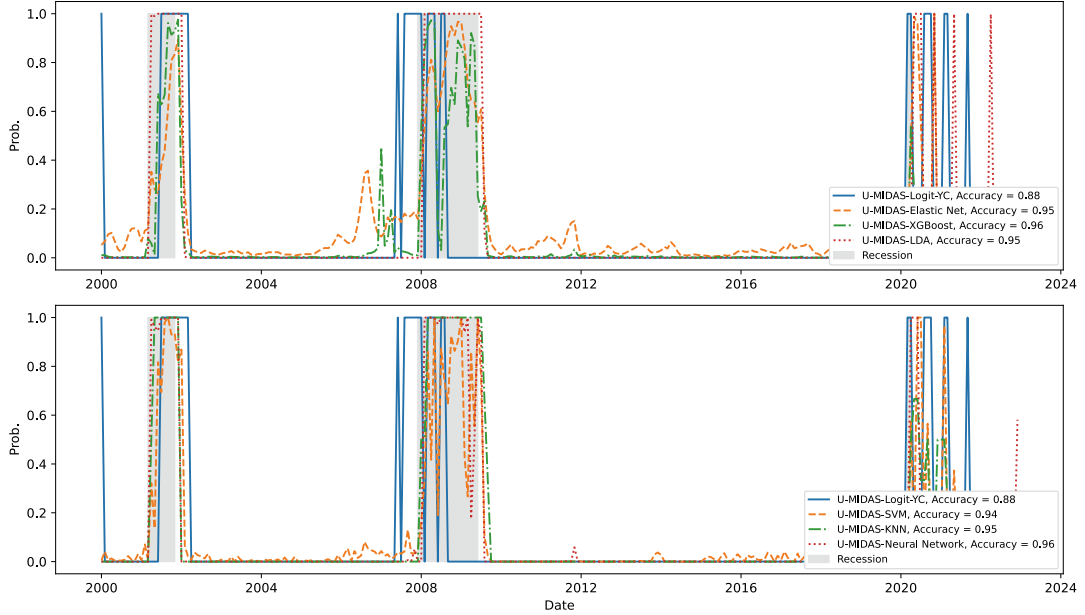 1.0
0.8
0.6
0.4
0.2
0.0
Prob.
2000
2004
2008
2012
2016
2020
2024
U-MIDAS-Logit-YC, Accuracy = 0.88
U-MIDAS-Elastic Net, Accuracy = 0.95
U-MIDAS-XGBoost, Accuracy = 0.96
U-MIDAS-LDA, Accuracy = 0.95
Recession
1.0
0.8
0.6
0.4
0.2
0.0
Prob.
2000
2004
2008
2012
2016
2020
2024
Date
U-MIDAS-Logit-YC, Accuracy = 0.88
U-MIDAS-SVM, Accuracy = 0.94
U-MIDAS-KNN, Accuracy = 0.95
U-MIDAS-Neural Network, Accuracy = 0.96
Recession